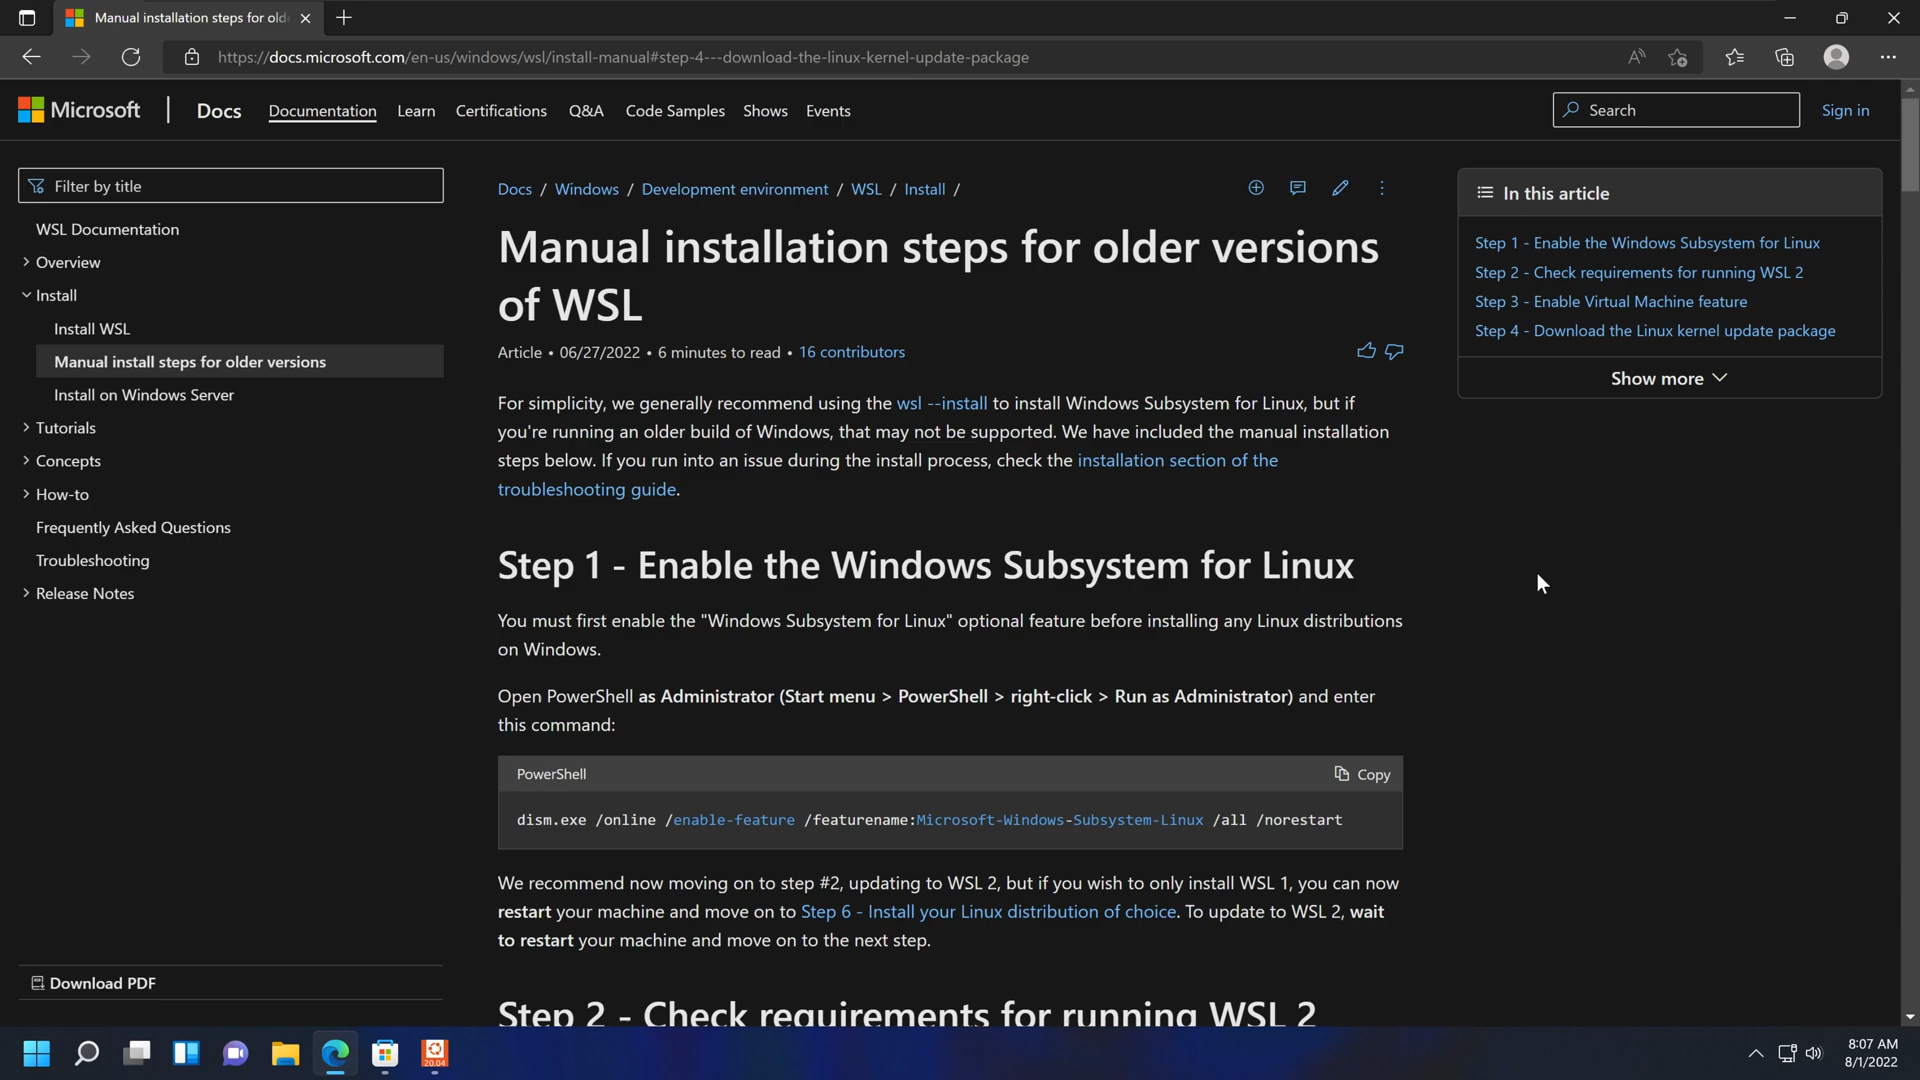 Manual installation steps for old
https://docs.microsoft.com/en-us/windows/wsl/install-manual#step-4---download-the-linux-kernel-update-package
Microsoft
Docs
Documentation
Learn
Certifications
Q&A
Code Samples
Shows
Events
Search
Sign in
Filter by title
WSL Documentation
Overview
Install
Install WSL
Manual install steps for older versions
Install on Windows Server
Tutorials
Concepts
How-to
Frequently Asked Questions
Troubleshooting
Release Notes
Download PDF
Docs / Windows / Development environment / WSL / Install /
Manual installation steps for older versions
of WSL
Article • 06/27/2022 • 6 minutes to read • 16 contributors
For simplicity, we generally recommend using the wsl --install to install Windows Subsystem for Linux, but if
you're running an older build of Windows, that may not be supported. We have included the manual installation
steps below. If you run into an issue during the install process, check the installation section of the
troubleshooting guide.
Step 1 - Enable the Windows Subsystem for Linux
You must first enable the "Windows Subsystem for Linux" optional feature before installing any Linux distributions
on Windows.
Open PowerShell as Administrator (Start menu > PowerShell > right-click > Run as Administrator) and enter
this command:
PowerShell
Copy
dism.exe /online /enable-feature /featurename:Microsoft-Windows-Subsystem-Linux /all /norestart
We recommend now moving on to step #2, updating to WSL 2, but if you wish to only install WSL 1, you can now
restart your machine and move on to Step 6 - Install your Linux distribution of choice. To update to WSL 2, wait
to restart your machine and move on to the next step.
Step 2 - Check requirements for running WSL 2
In this article
Step 1 - Enable the Windows Subsystem for Linux
Step 2 - Check requirements for running WSL 2
Step 3 - Enable Virtual Machine feature
Step 4 - Download the Linux kernel update package
Show more
20.04
8:07 AM
8/1/2022